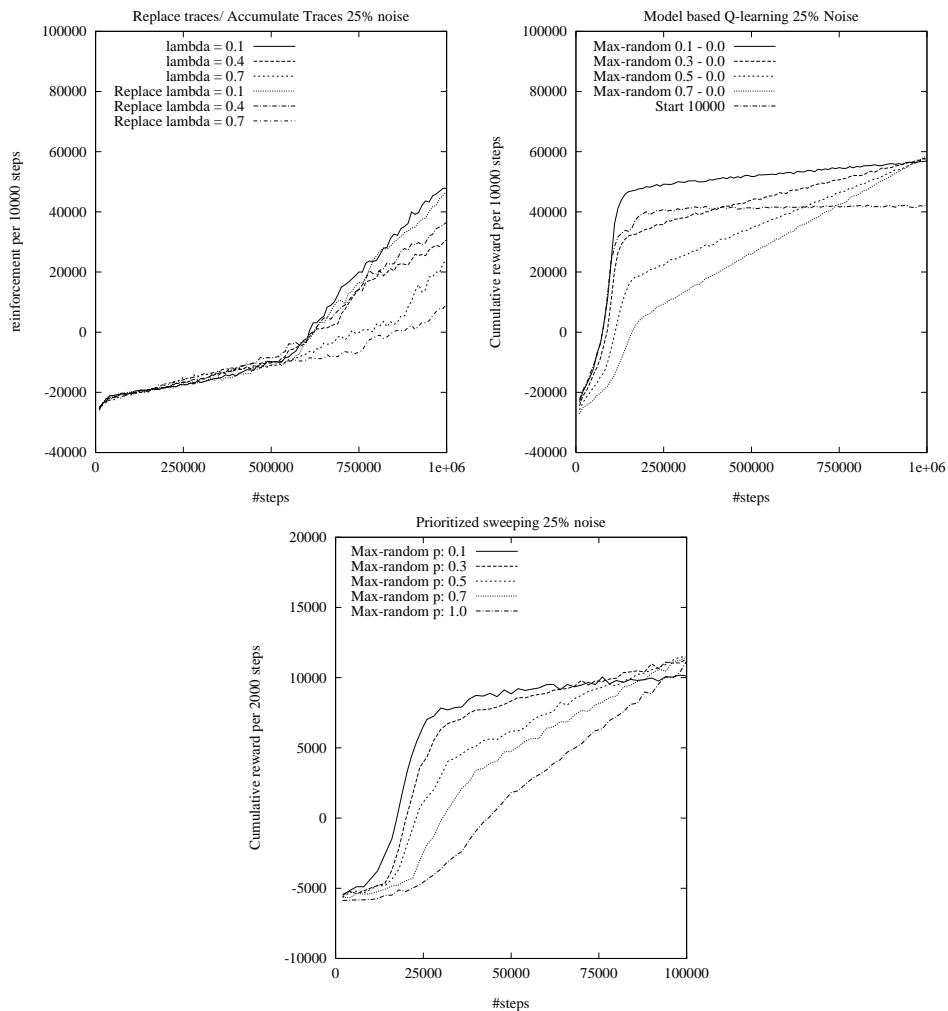 Replace traces/ Accumulate Traces 25% noise
100000
80000
60000
40000
20000
0
-20000
-40000
reinforcement per 10000 steps
lambda = 0.1
lambda = 0.4
lambda = 0.7
Replace lambda = 0.1
Replace lambda = 0.4
Replace lambda = 0.7
0 250000 500000 750000 1e+06
#steps
Model based Q-learning 25% Noise
100000
80000
60000
40000
20000
0
-20000
-40000
Cumulative reward per 10000 steps
Max-random 0.1 - 0.0
Max-random 0.3 - 0.0
Max-random 0.5 - 0.0
Max-random 0.7 - 0.0
Start 10000
0 250000 500000 750000 1e+06
#steps
Prioritized sweeping 25% noise
20000
15000
10000
5000
0
-5000
-10000
Cumulative reward per 2000 steps
Max-random p: 0.1
Max-random p: 0.3
Max-random p: 0.5
Max-random p: 0.7
Max-random p: 1.0
0 25000 50000 75000 100000
#steps